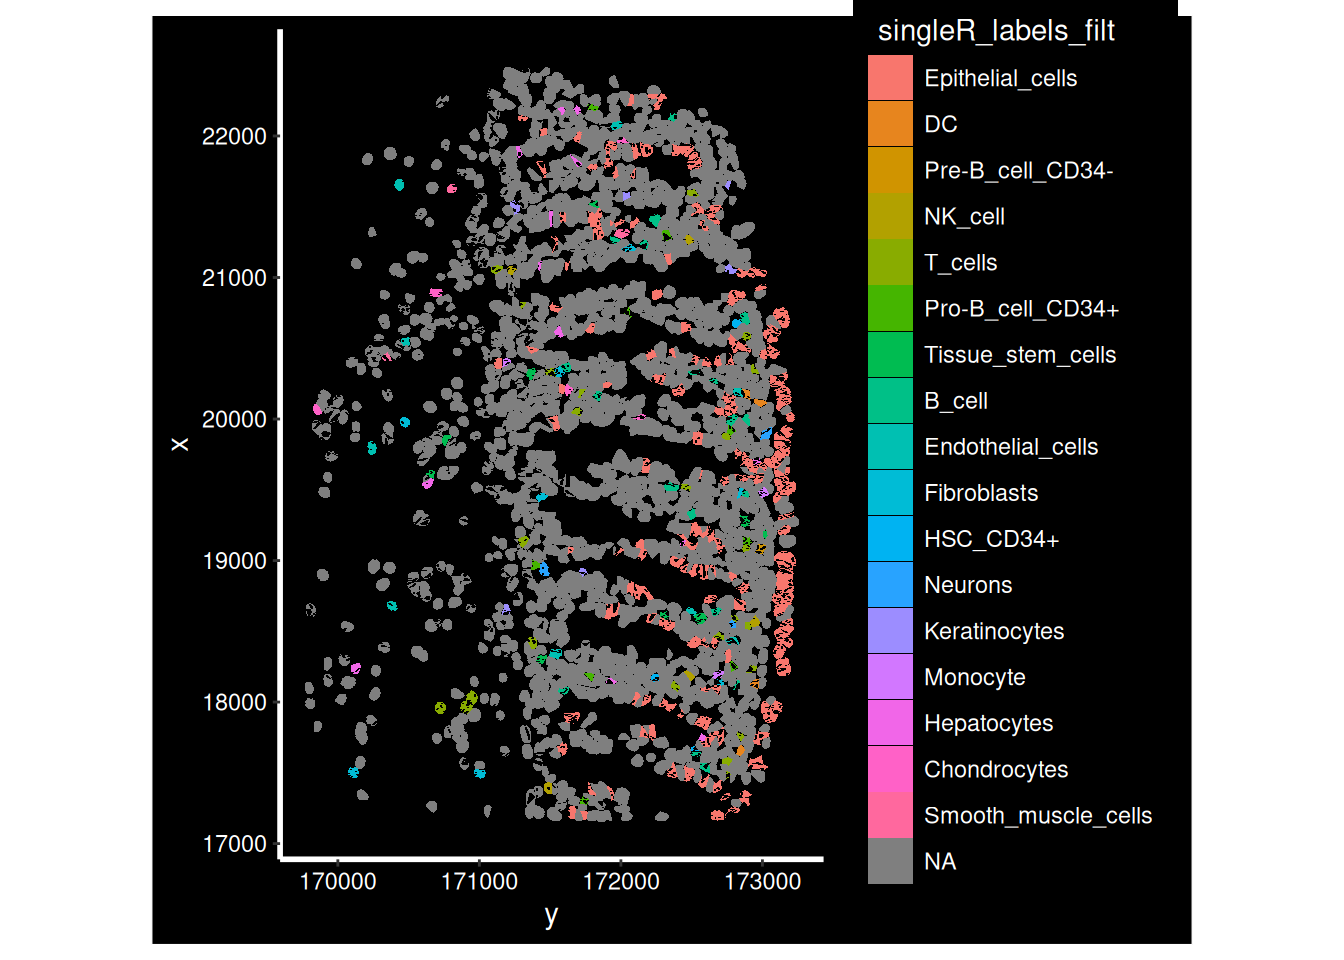 singleR_labels_filt
Epithelial_cells
DC
Pre-B_cell_CD34-
NK_cell
T_cells
Pro-B_cell_CD34+
Tissue_stem_cells
B_cell
Endothelial_cells
Fibroblasts
HSC_CD34+
Neurons
Keratinocytes
Monocyte
Hepatocytes
Chondrocytes
Smooth_muscle_cells
NA
x
22000
21000
20000
19000
18000
17000
170000 171000 172000 173000
y